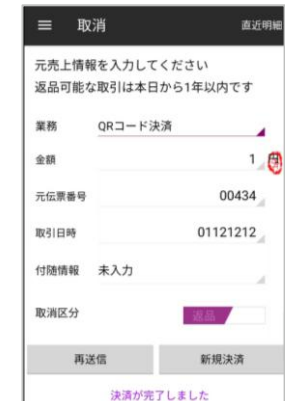 取消 直近明細
元売上情報を入力してください
返品可能な取引は本日から1年以内です
業務 QRコード決済
金額 1 円
元伝票番号 00434
取引日時 01121212
付随情報 未入力
取消区分 返品
再送信 新規決済
決済が完了しました